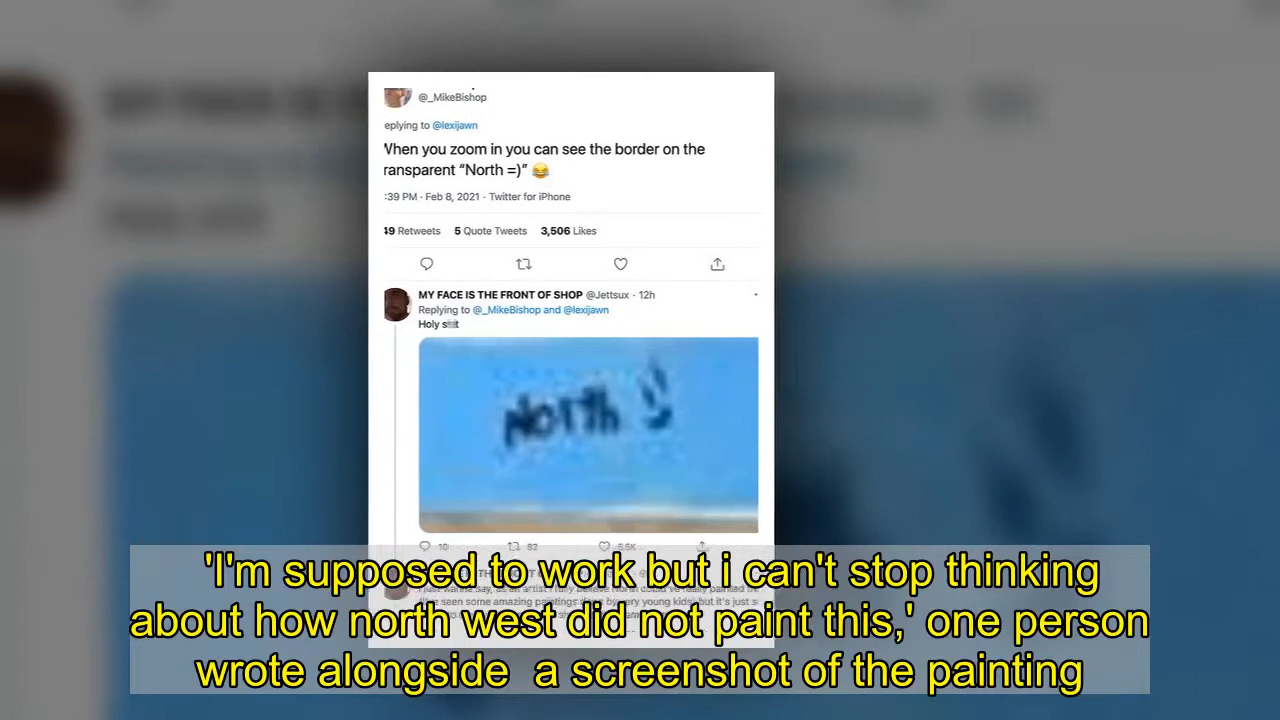 @_MikeBishop
eplying to @lexijawn
When you zoom in you can see the border on the
ransparent “North =)” 😂
:39 PM · Feb 8, 2021 · Twitter for iPhone
49 Retweets 5 Quote Tweets 3,506 Likes
MY FACE IS THE FRONT OF SHOP @Jettsux · 12h
Replying to @_MikeBishop and @lexijawn
Holy s
North
10 82 6.5K
'I'm supposed to work but i can't stop thinking
about how north west did not paint this,' one person
wrote alongside a screenshot of the painting